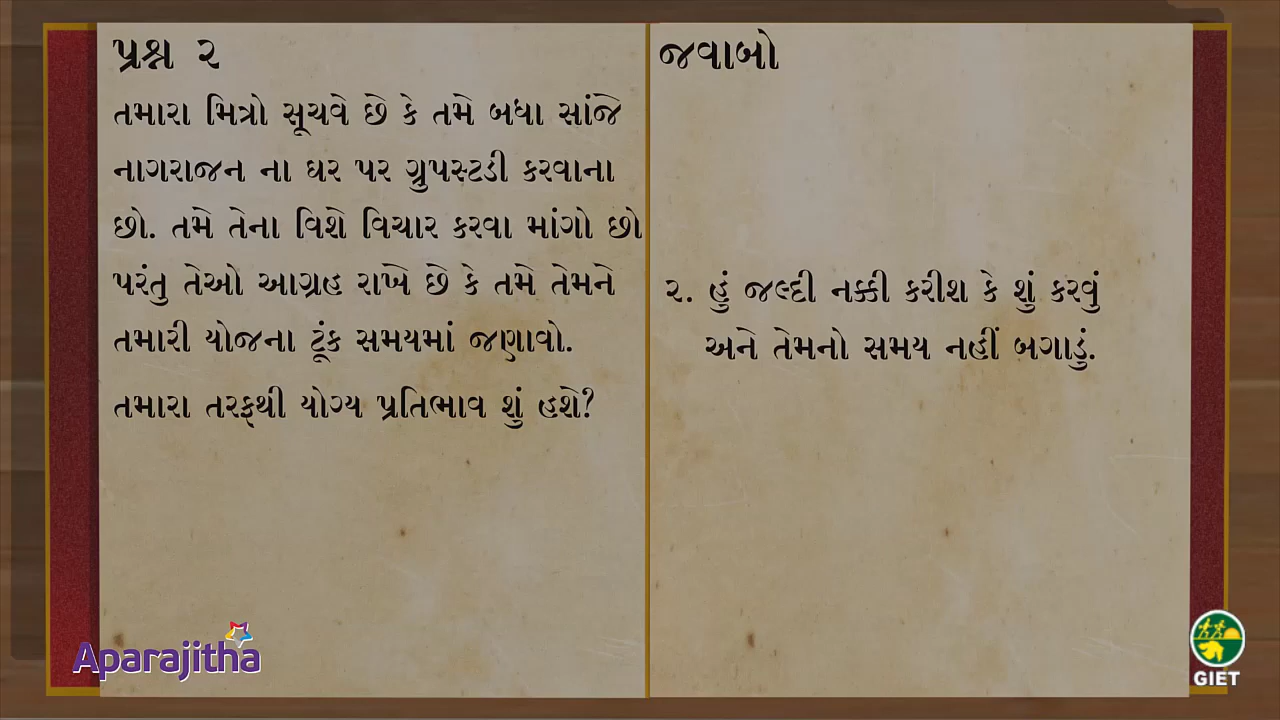 પ્રશ્ન ૨
તમારા મિત્રો સૂચવે છે કે તમે બધા સાંજે
નાગરાજન ના ઘર પર ગ્રુપસ્ટડી કરવાના
છો. તમે તેના વિશે વિચાર કરવા માંગો છો
પરંતુ તેઓ આગ્રહ રાખે છે કે તમે તેમને
તમારી યોજના ટૂંક સમયમાં જણાવો.
તમારા તરફથી યોગ્ય પ્રતિભાવ શું હશે?
જવાબો
૨. હું જલ્દી નક્કી કરીશ કે શું કરવું
અને તેમનો સમય નહીં બગાડું.
Aparajitha
GIET